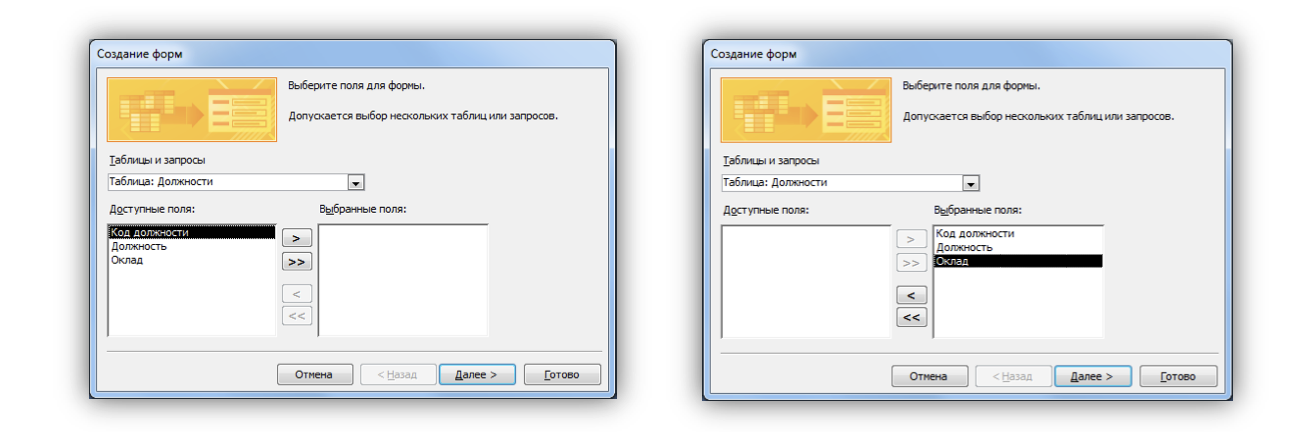 Создание форм
Выберите поля для формы.
Допускается выбор нескольких таблиц или запросов.
Таблицы и запросы
Таблица: Должности
Доступные поля:
Выбранные поля:
Код должности
Должность
Оклад
>
>>
<
<<
Отмена
< Назад
Далее >
Готово
Создание форм
Выберите поля для формы.
Допускается выбор нескольких таблиц или запросов.
Таблицы и запросы
Таблица: Должности
Доступные поля:
Выбранные поля:
>
>>
<
<<
Код должности
Должность
Оклад
Отмена
< Назад
Далее >
Готово